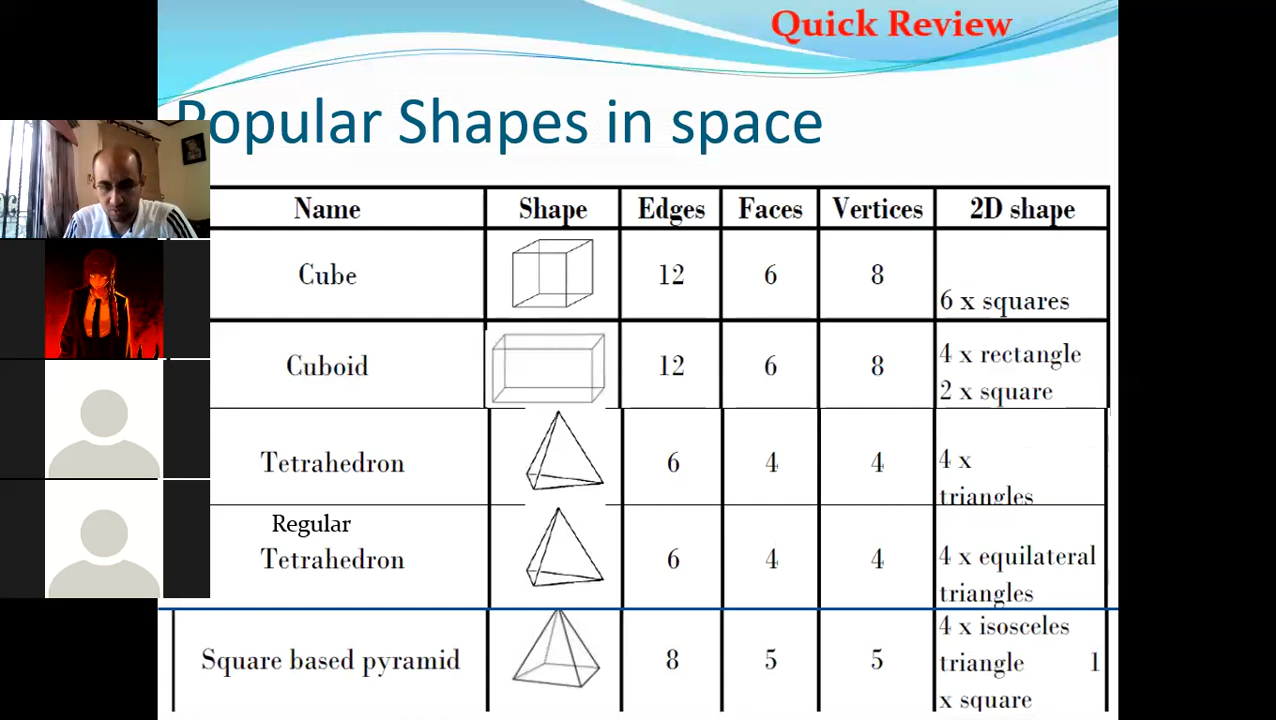 Quick Review
Popular Shapes in space
Name Shape Edges Faces Vertices 2D shape
Cube 12 6 8 6 x squares
Cuboid 12 6 8 4 x rectangle
2 x square
Tetrahedron 6 4 4 4 x
triangles
Regular
Tetrahedron 6 4 4 4 x equilateral
triangles
Square based pyramid 8 5 5 4 x isosceles
triangle 1
x square